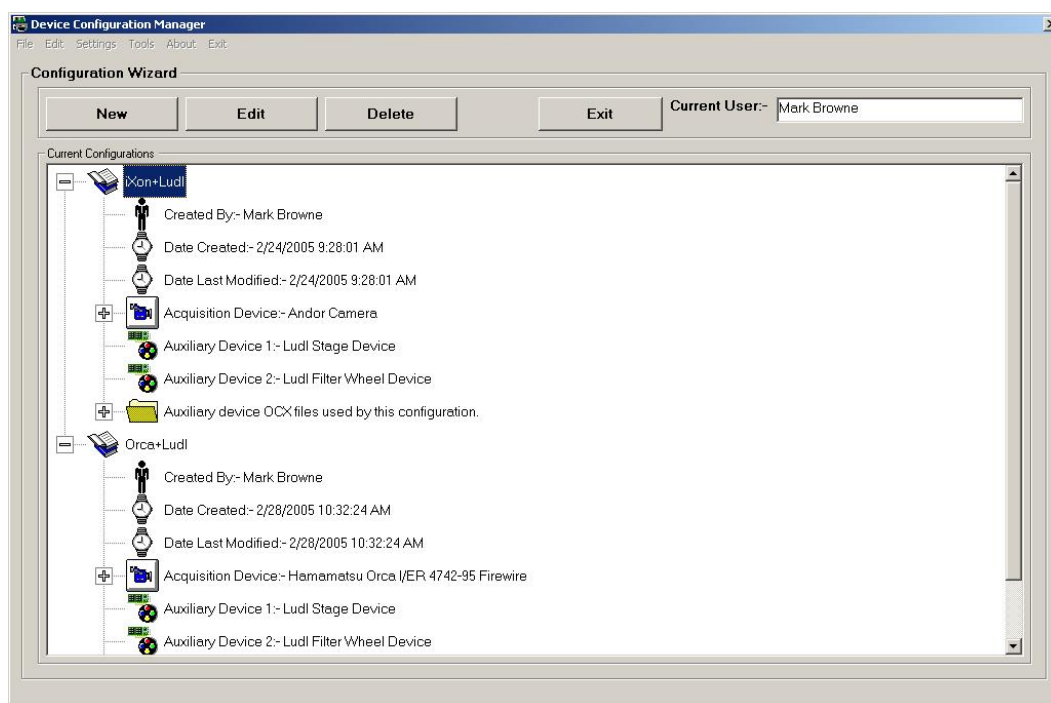 Device Configuration Manager
File Edit Settings Tools About Exit
Configuration Wizard
New Edit Delete Exit Current User:- Mark Browne
Current Configurations
iXon+Ludl
Created By:- Mark Browne
Date Created:- 2/24/2005 9:28:01 AM
Date Last Modified:- 2/24/2005 9:28:01 AM
Acquisition Device:- Andor Camera
Auxiliary Device 1:- Ludl Stage Device
Auxiliary Device 2:- Ludl Filter Wheel Device
Auxiliary device OCX files used by this configuration.
Orca+Ludl
Created By:- Mark Browne
Date Created:- 2/28/2005 10:32:24 AM
Date Last Modified:- 2/28/2005 10:32:24 AM
Acquisition Device:- Hamamatsu Orca I/ER 4742-95 Firewire
Auxiliary Device 1:- Ludl Stage Device
Auxiliary Device 2:- Ludl Filter Wheel Device